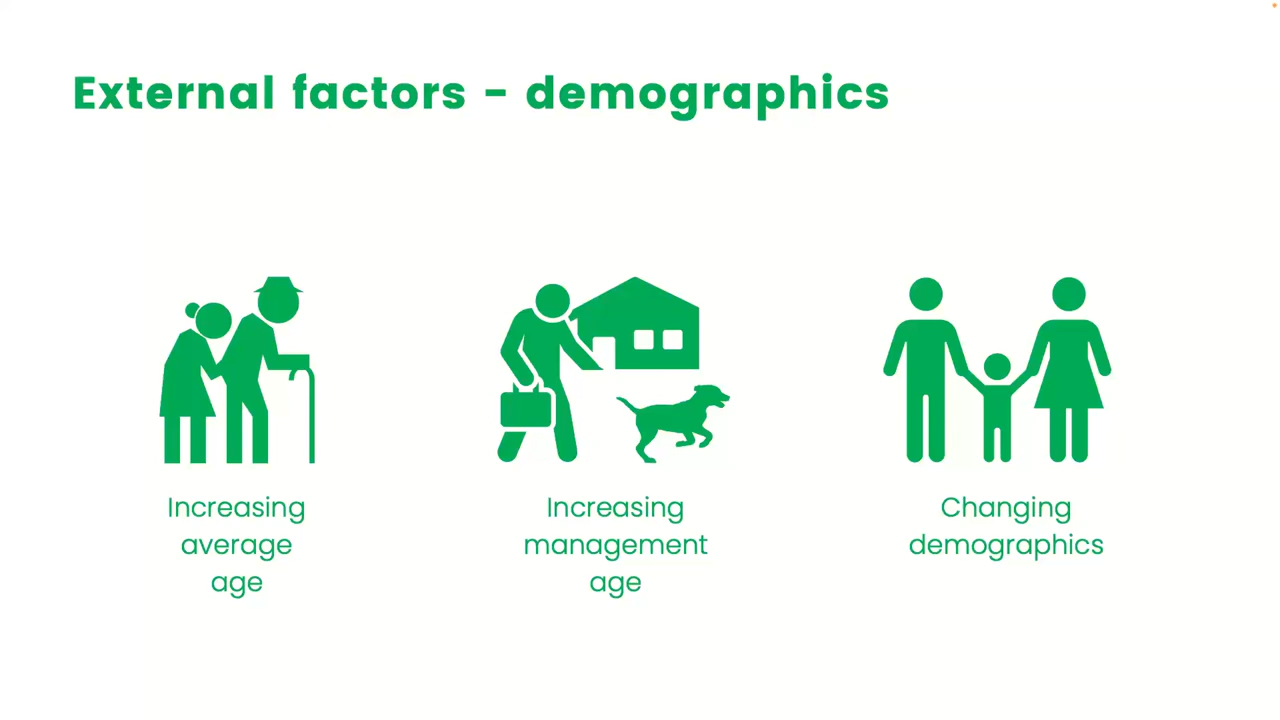 External factors - demographics
Increasing
average
age
Increasing
management
age
Changing
demographics